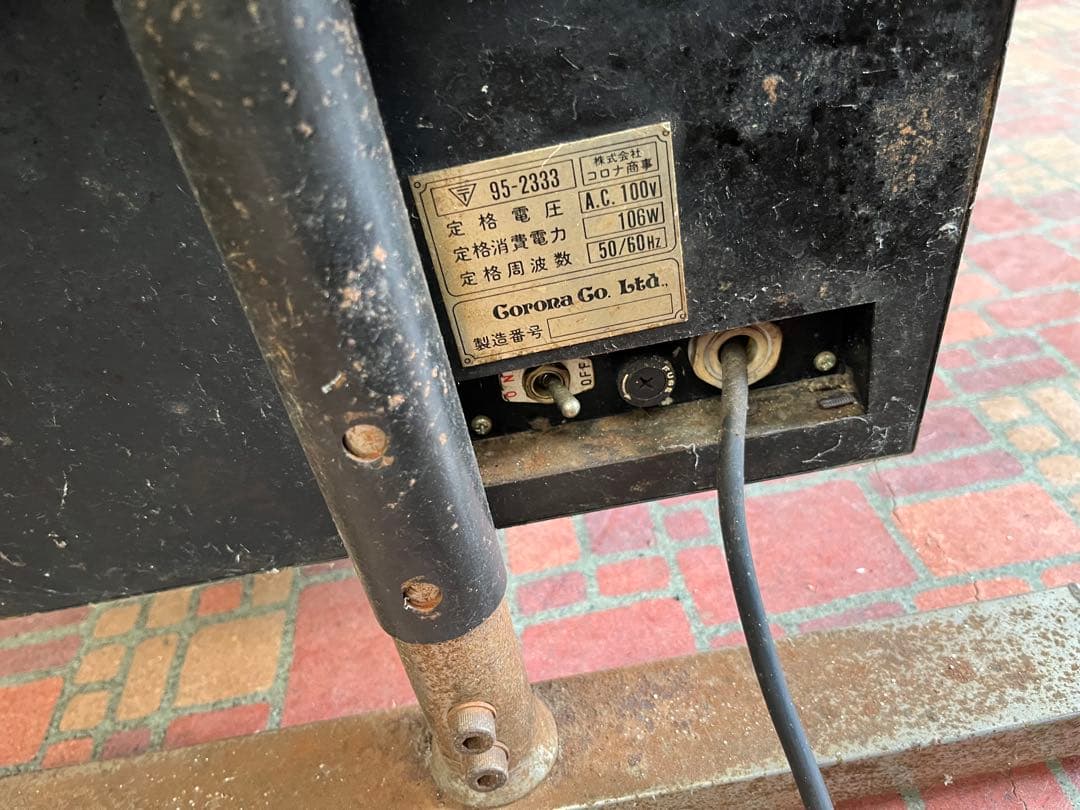 〒 95-2333
株式会社
コロナ商事
定格電圧 A.C. 100V
定格消費電力 106W
定格周波数 50/60Hz
Corona Co. Ltd.,
製造番号
ON OFF
FUSE